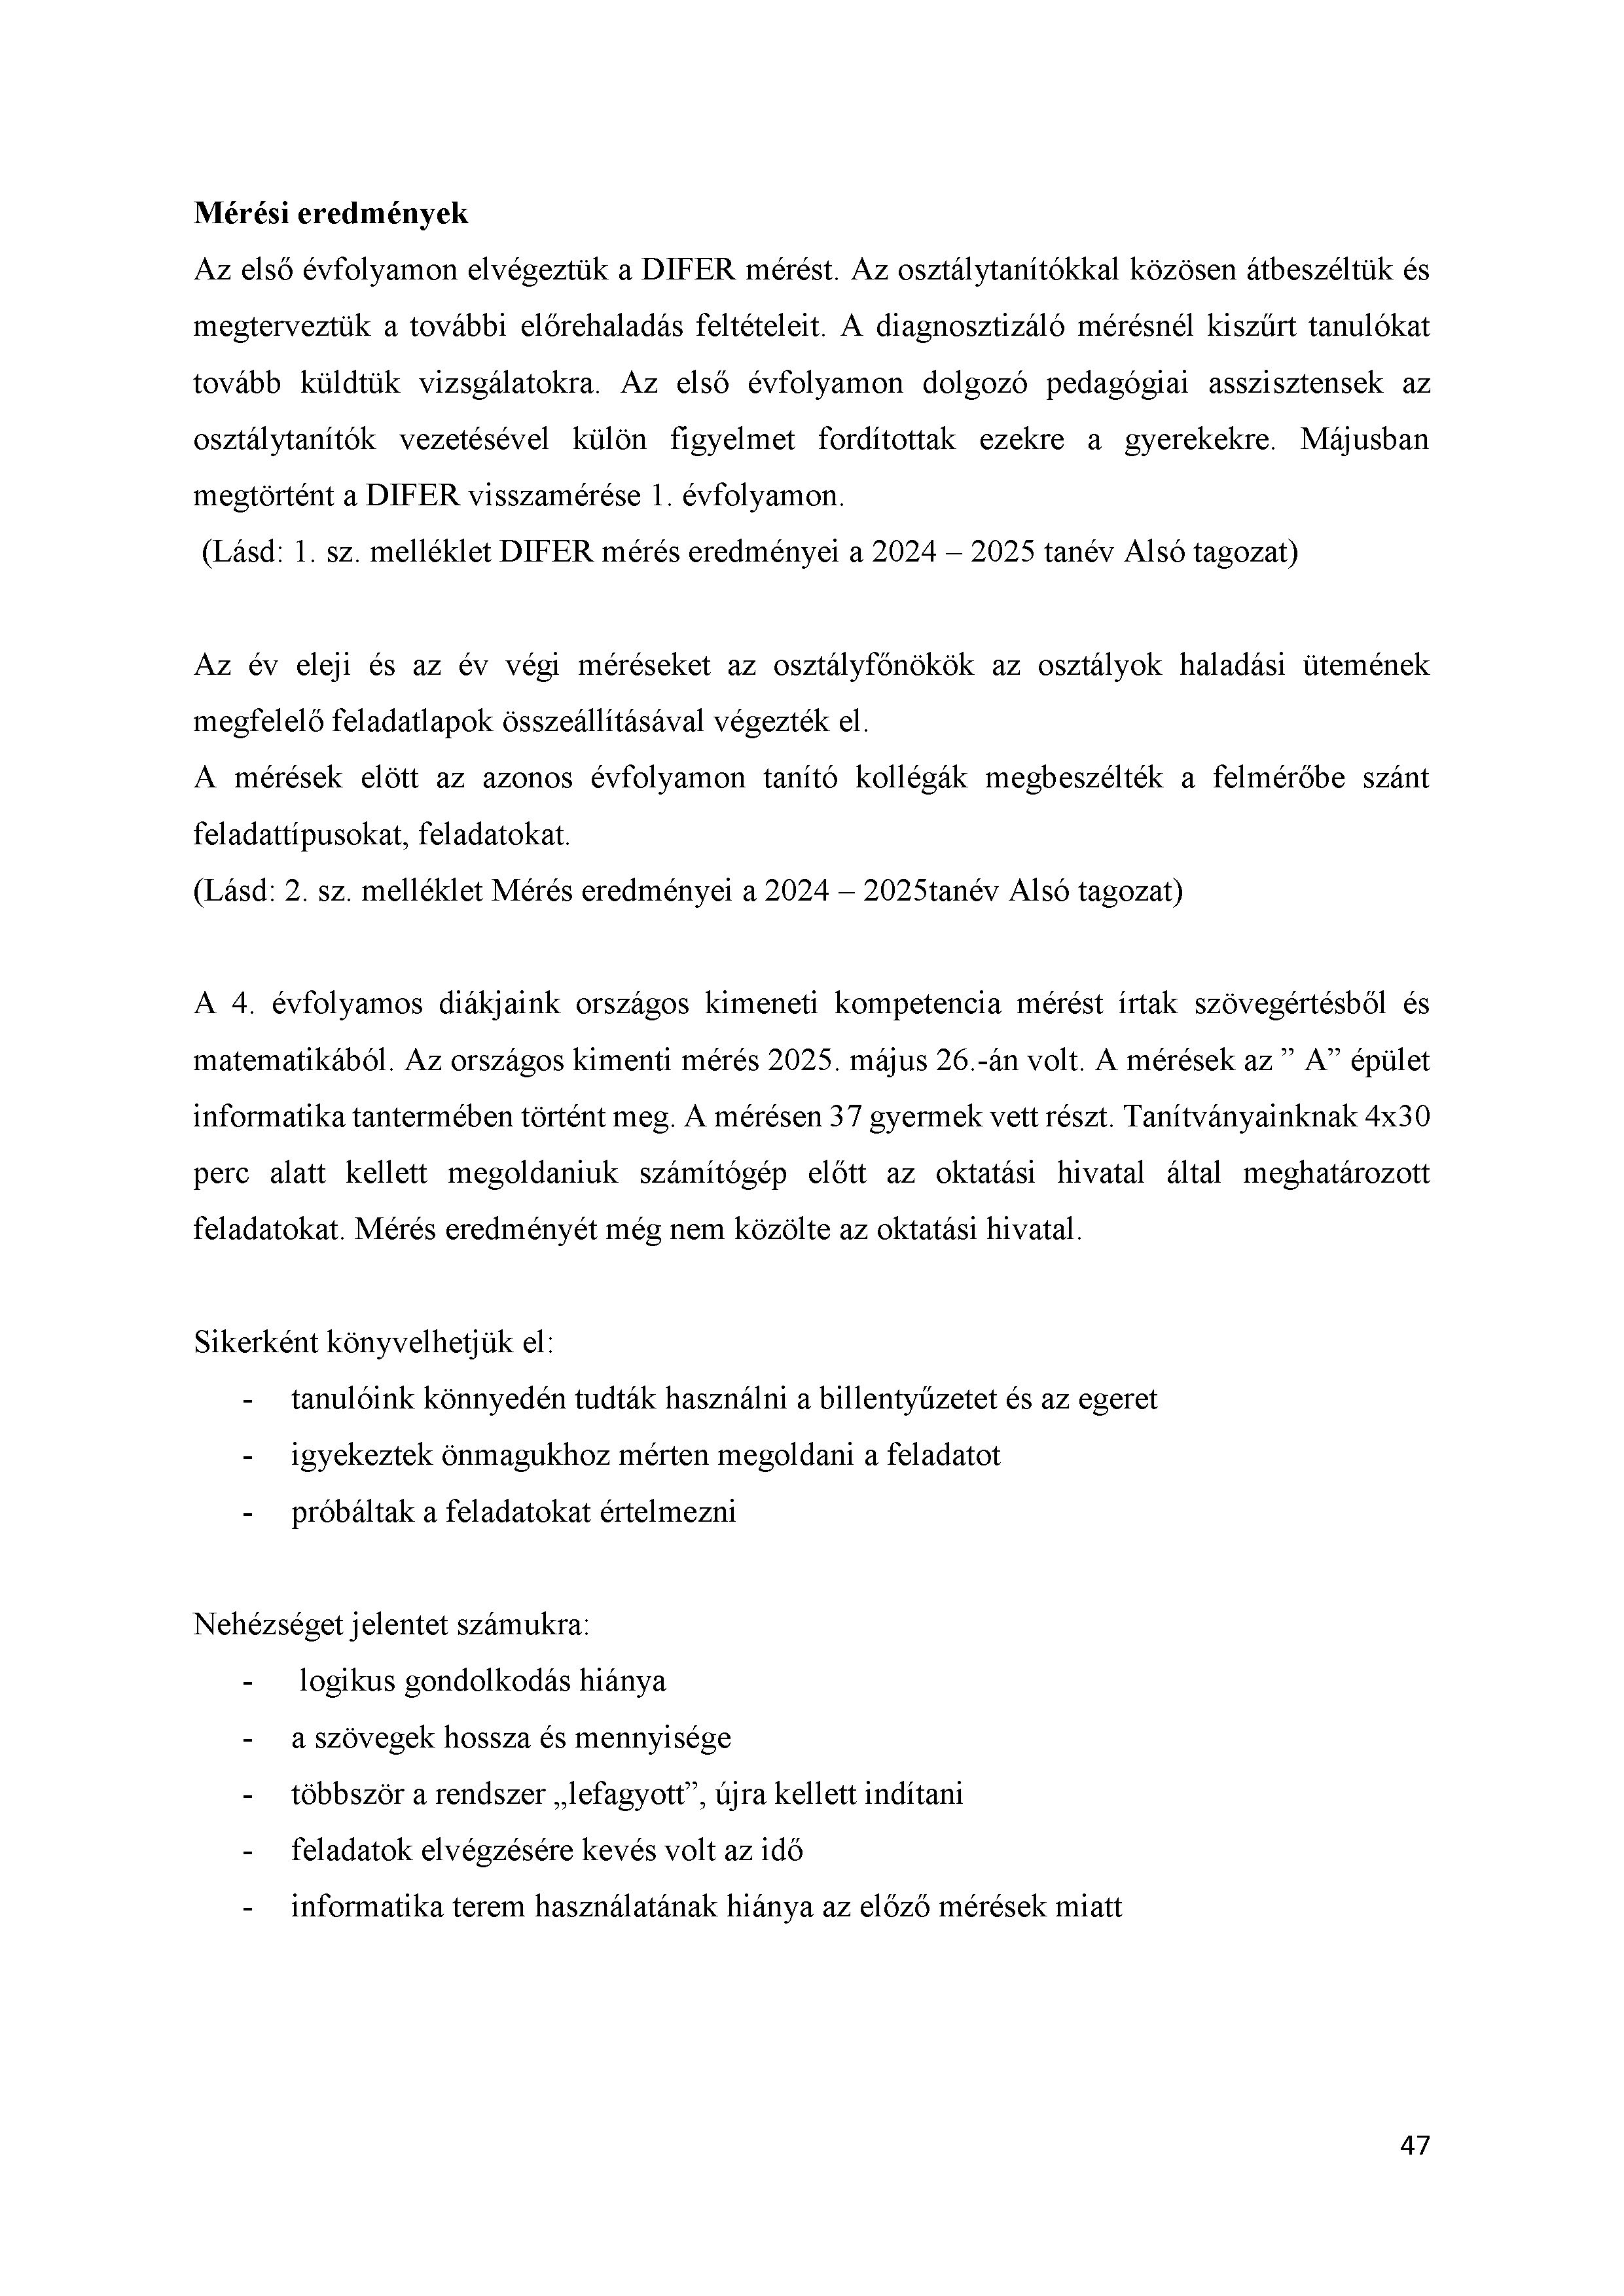 Mérési eredmények
Az első évfolyamon elvégeztük a DIFER mérést. Az osztálytanítókkal közösen átbeszéltük és
megterveztük a további előrehaladás feltételeit. A diagnosztizáló mérésnél kiszűrt tanulókat
tovább küldtük vizsgálatokra. Az első évfolyamon dolgozó pedagógiai asszisztensek az
osztálytanítók vezetésével külön figyelmet fordítottak ezekre a gyerekekre. Májusban
megtörtént a DIFER visszamérése 1. évfolyamon.
(Lásd: 1. sz. melléklet DIFER mérés eredményei a 2024 – 2025 tanév Alsó tagozat)
Az év eleji és az év végi méréseket az osztályfőnökök az osztályok haladási ütemének
megfelelő feladatlapok összeállításával végezték el.
A mérések elött az azonos évfolyamon tanító kollégák megbeszélték a felmérőbe szánt
feladattípusokat, feladatokat.
(Lásd: 2. sz. melléklet Mérés eredményei a 2024 – 2025tanév Alsó tagozat)
A 4. évfolyamos diákjaink országos kimeneti kompetencia mérést írtak szövegértésből és
matematikából. Az országos kimenti mérés 2025. május 26.-án volt. A mérések az ” A” épület
informatika tantermében történt meg. A mérésen 37 gyermek vett részt. Tanítványainknak 4x30
perc alatt kellett megoldaniuk számítógép előtt az oktatási hivatal által meghatározott
feladatokat. Mérés eredményét még nem közölte az oktatási hivatal.
Sikerként könyvelhetjük el:
- tanulóink könnyedén tudták használni a billentyűzetet és az egeret
- igyekeztek önmagukhoz mérten megoldani a feladatot
- próbáltak a feladatokat értelmezni
Nehézséget jelentet számukra:
- logikus gondolkodás hiánya
- a szövegek hossza és mennyisége
- többször a rendszer „lefagyott”, újra kellett indítani
- feladatok elvégzésére kevés volt az idő
- informatika terem használatának hiánya az előző mérések miatt
47